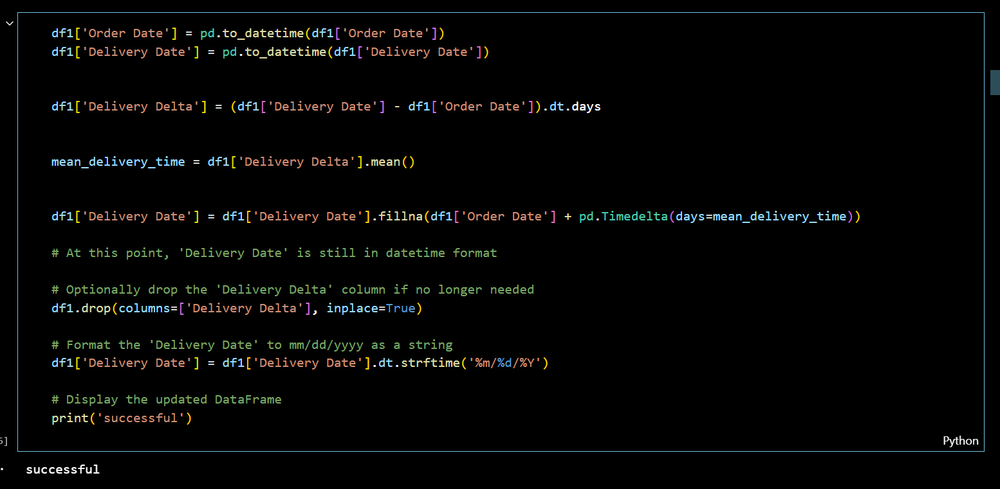 df1['Order Date'] = pd.to_datetime(df1['Order Date'])
df1['Delivery Date'] = pd.to_datetime(df1['Delivery Date'])
df1['Delivery Delta'] = (df1['Delivery Date'] - df1['Order Date']).dt.days
mean_delivery_time = df1['Delivery Delta'].mean()
df1['Delivery Date'] = df1['Delivery Date'].fillna(df1['Order Date'] + pd.Timedelta(days=mean_delivery_time))
# At this point, 'Delivery Date' is still in datetime format
# Optionally drop the 'Delivery Delta' column if no longer needed
df1.drop(columns=['Delivery Delta'], inplace=True)
# Format the 'Delivery Date' to mm/dd/yyyy as a string
df1['Delivery Date'] = df1['Delivery Date'].dt.strftime('%m/%d/%Y')
# Display the updated DataFrame
print('successful')
Python
successful